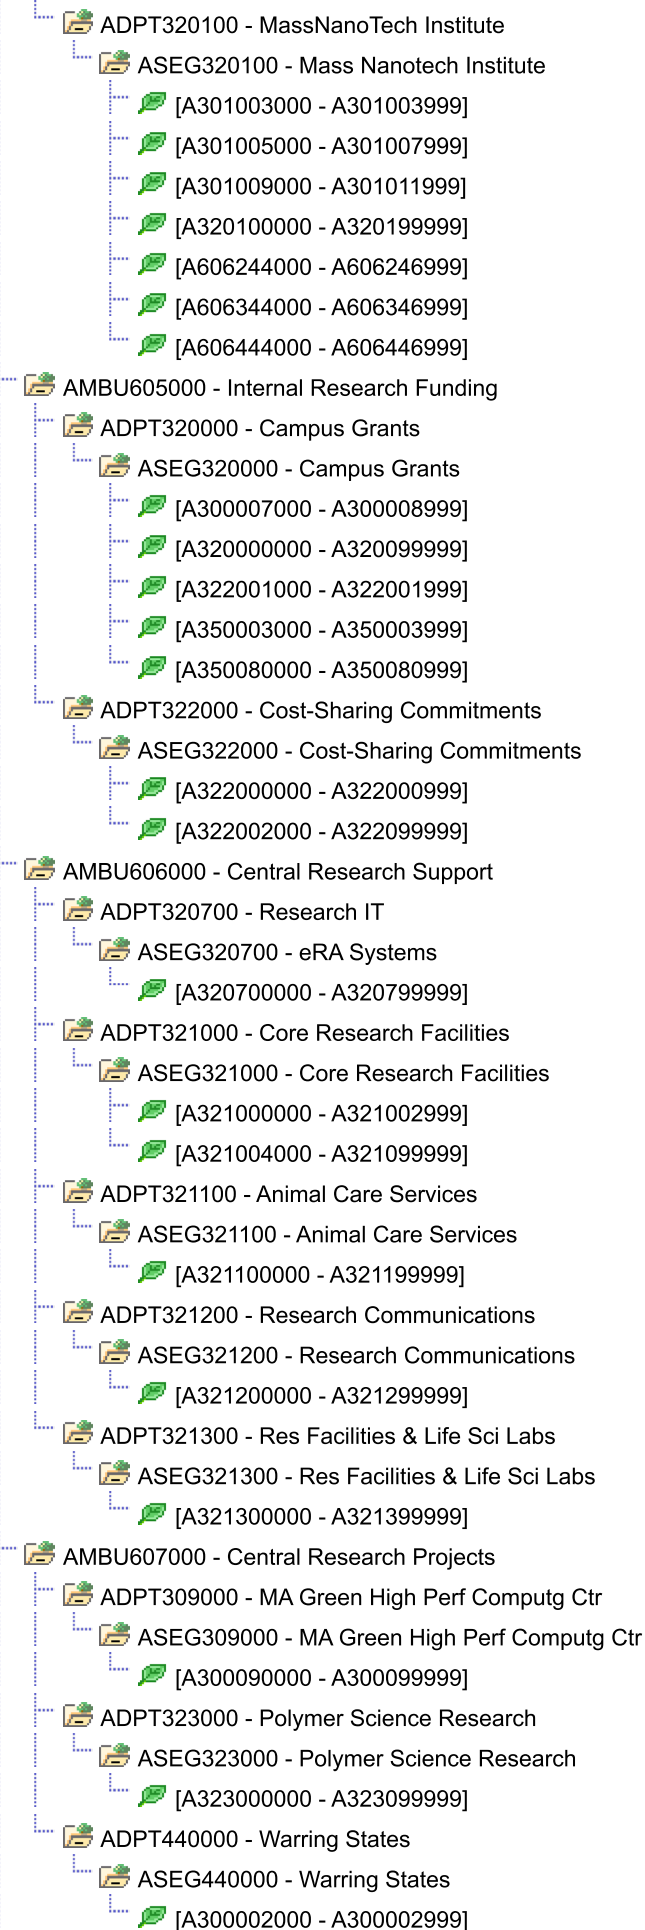 ADPT320100 - MassNanoTech Institute
ASEG320100 - Mass Nanotech Institute
[A301003000 - A301003999]
[A301005000 - A301007999]
[A301009000 - A301011999]
[A320100000 - A320199999]
[A606244000 - A606246999]
[A606344000 - A606346999]
[A606444000 - A606446999]
AMBU605000 - Internal Research Funding
ADPT320000 - Campus Grants
ASEG320000 - Campus Grants
[A300007000 - A300008999]
[A320000000 - A320099999]
[A322001000 - A322001999]
[A350003000 - A350003999]
[A350080000 - A350080999]
ADPT322000 - Cost-Sharing Commitments
ASEG322000 - Cost-Sharing Commitments
[A322000000 - A322000999]
[A322002000 - A322099999]
AMBU606000 - Central Research Support
ADPT320700 - Research IT
ASEG320700 - eRA Systems
[A320700000 - A320799999]
ADPT321000 - Core Research Facilities
ASEG321000 - Core Research Facilities
[A321000000 - A321002999]
[A321004000 - A321099999]
ADPT321100 - Animal Care Services
ASEG321100 - Animal Care Services
[A321100000 - A321199999]
ADPT321200 - Research Communications
ASEG321200 - Research Communications
[A321200000 - A321299999]
ADPT321300 - Res Facilities & Life Sci Labs
ASEG321300 - Res Facilities & Life Sci Labs
[A321300000 - A321399999]
AMBU607000 - Central Research Projects
ADPT309000 - MA Green High Perf Computg Ctr
ASEG309000 - MA Green High Perf Computg Ctr
[A300090000 - A300099999]
ADPT323000 - Polymer Science Research
ASEG323000 - Polymer Science Research
[A323000000 - A323099999]
ADPT440000 - Warring States
ASEG440000 - Warring States
[A300002000 - A300002999]